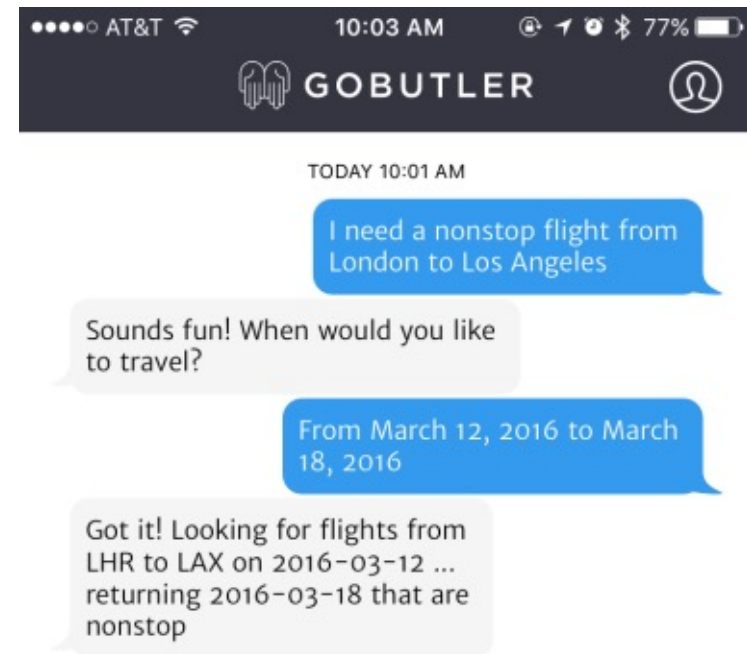 AT&T 10:03 AM 77%
GOBUTLER
TODAY 10:01 AM
I need a nonstop flight from
London to Los Angeles
Sounds fun! When would you like
to travel?
From March 12, 2016 to March
18, 2016
Got it! Looking for flights from
LHR to LAX on 2016-03-12 ...
returning 2016-03-18 that are
nonstop